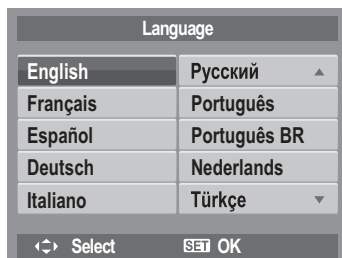 Language
English Русский
Français Português
Español Português BR
Deutsch Nederlands
Italiano Türkçe
Select SET OK